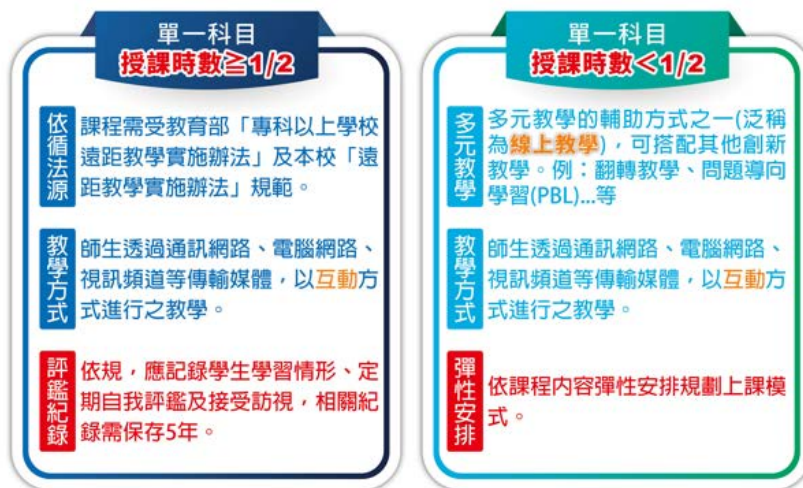 單一科目
授課時數≧1/2
依循法源
課程需受教育部「專科以上學校
遠距教學實施辦法」及本校「遠
距教學實施辦法」規範。
教學方式
師生透過通訊網路、電腦網路、
視訊頻道等傳輸媒體，以互動方
式進行之教學。
評鑑紀錄
依規，應記錄學生學習情形、定
期自我評鑑及接受訪視，相關紀
錄需保存5年。
單一科目
授課時數＜1/2
多元教學
多元教學的輔助方式之一(泛稱
為線上教學)，可搭配其他創新
教學。例：翻轉教學、問題導向
學習(PBL)...等
教學方式
師生透過通訊網路、電腦網路、
視訊頻道等傳輸媒體，以互動方
式進行之教學。
彈性安排
依課程內容彈性安排規劃上課模
式。